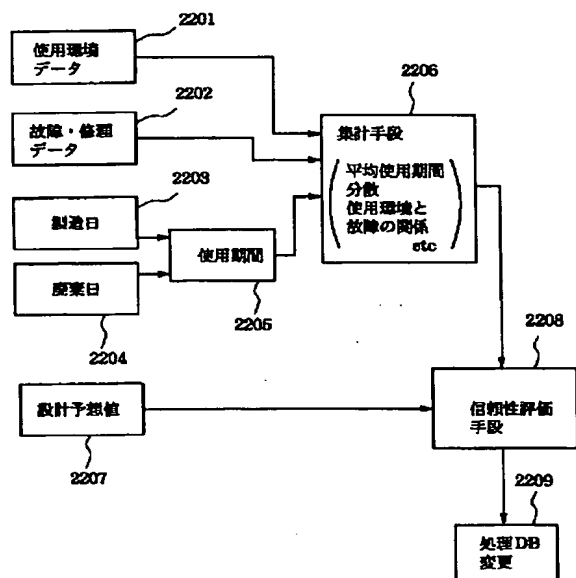 2201
使用環境
データ
2202
故障・修理
データ
2203
製造日
廃棄日
2204
使用期間
2205
2206
集計手段
平均使用期間
分散
使用環境と
故障の関係
etc
設計予想値
2207
2208
信頼性評価
手段
2209
処理DB
変更